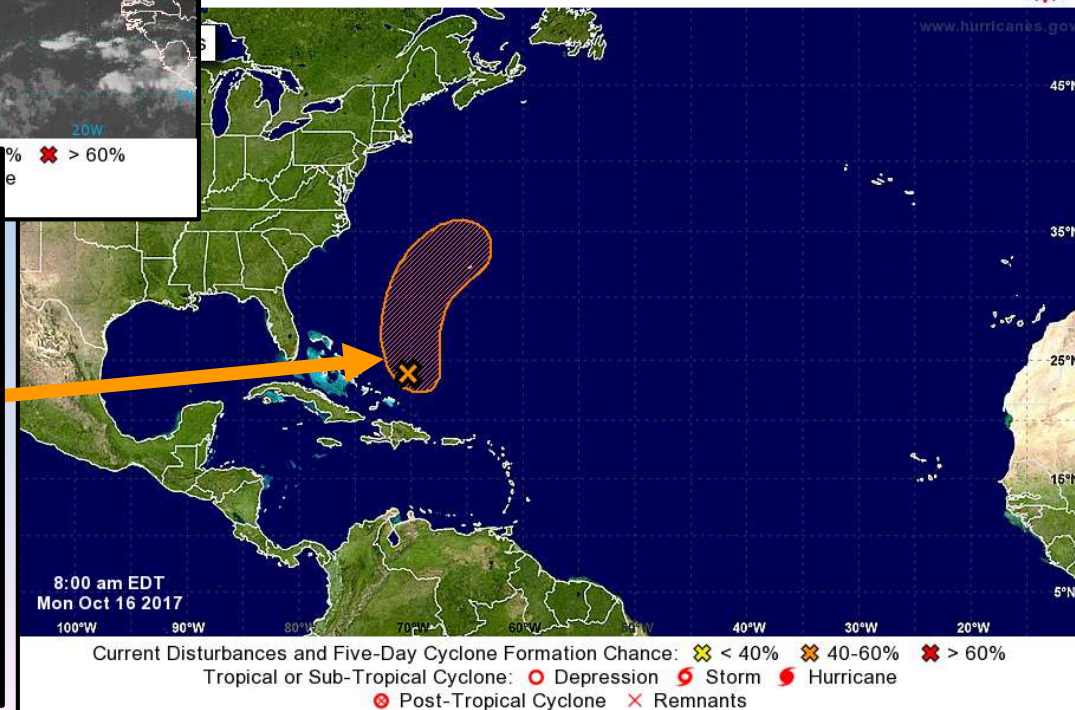 www.hurricanes.gov
s
20W
% > 60%
e
45°N
35°N
25°N
15°N
5°N
8:00 am EDT
Mon Oct 16 2017
100°W 90°W 80°W 70°W 60°W 50°W 40°W 30°W 20°W
Current Disturbances and Five-Day Cyclone Formation Chance: < 40% 40-60% > 60%
Tropical or Sub-Tropical Cyclone: Depression Storm Hurricane
Post-Tropical Cyclone Remnants